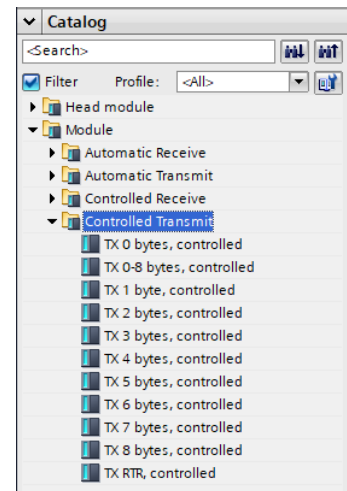 Catalog
<Search>
Filter Profile: <All>
Head module
Module
Automatic Receive
Automatic Transmit
Controlled Receive
Controlled Transmit
TX 0 bytes, controlled
TX 0-8 bytes, controlled
TX 1 byte, controlled
TX 2 bytes, controlled
TX 3 bytes, controlled
TX 4 bytes, controlled
TX 5 bytes, controlled
TX 6 bytes, controlled
TX 7 bytes, controlled
TX 8 bytes, controlled
TX RTR, controlled